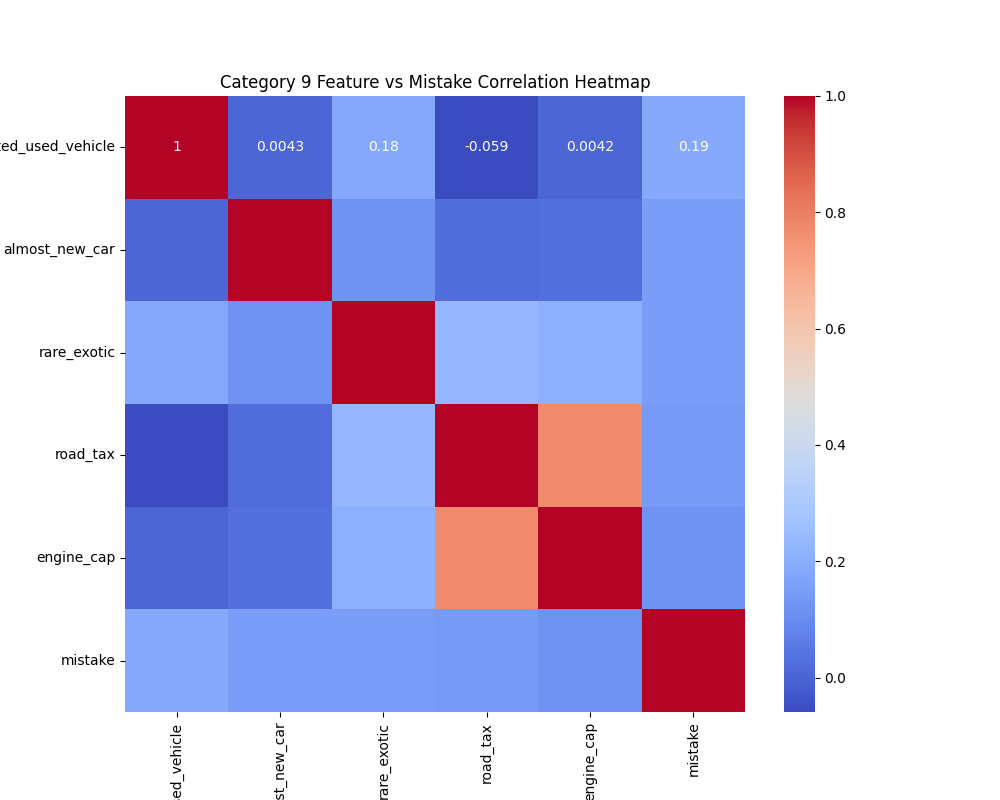 Category 9 Feature vs Mistake Correlation Heatmap
ted_used_vehicle
1 0.0043 0.18 -0.059 0.0042 0.19
almost_new_car
rare_exotic
road_tax
engine_cap
mistake
sed_vehicle
st_new_car
rare_exotic
road_tax
engine_cap
mistake
1.0
0.8
0.6
0.4
0.2
0.0